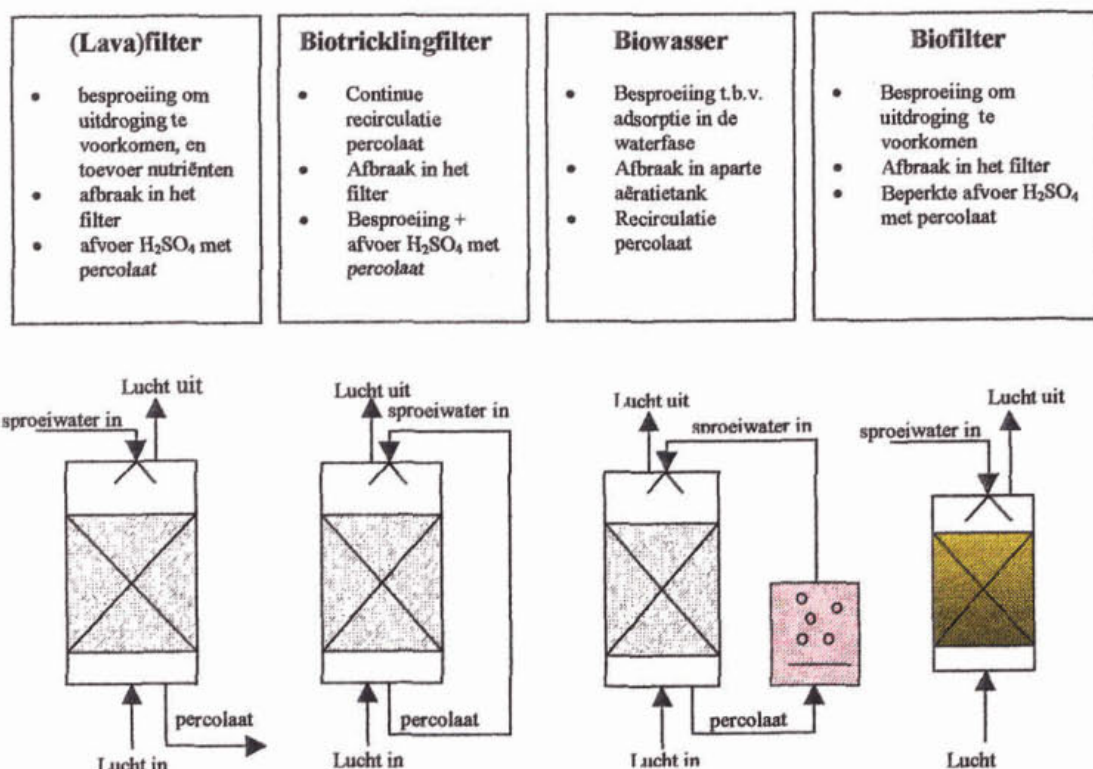 (Lava)filter
• besproeiing om
uitdroging te
voorkomen, en
toevoer nutriënten
• afbraak in het
filter
• afvoer H₂SO₄ met
percolaat
Biotricklingfilter
• Continue
recirculatie
percolaat
• Afbraak in het
filter
• Besproeiing +
afvoer H₂SO₄ met
percolaat
Biowasser
• Besproeiing t.b.v.
adsorptie in de
waterfase
• Afbraak in aparte
aëratietank
• Recirculatie
percolaat
Biofilter
• Besproeiing om
uitdroging te
voorkomen
• Afbraak in het filter
• Beperkte afvoer H₂SO₄
met percolaat
Lucht uit
sproeiwater in
percolaat
Lucht in
Lucht uit
sproeiwater in
percolaat
Lucht in
Lucht uit
sproeiwater in
percolaat
Lucht in
Lucht uit
sproeiwater in
Lucht